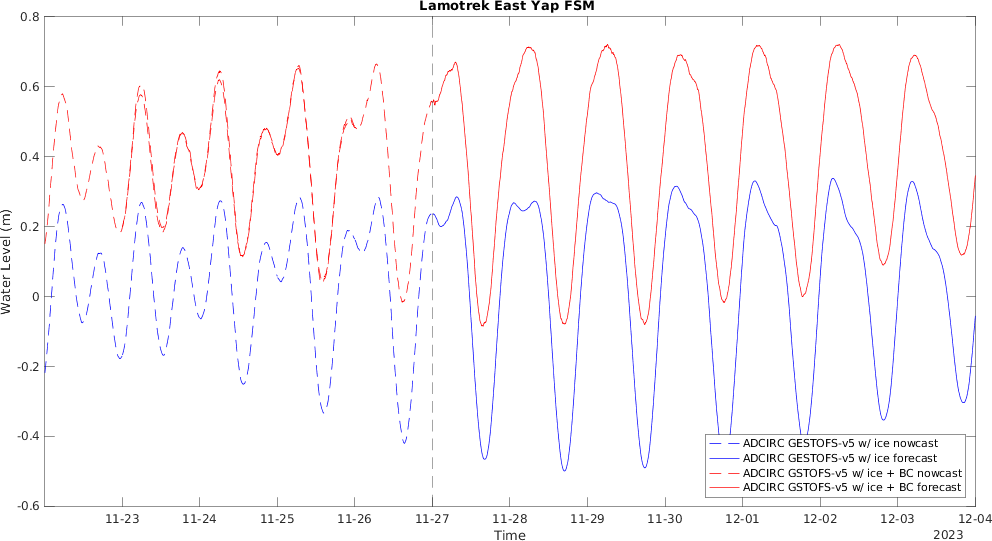 Lamotrek East Yap FSM
0.8
0.6
0.4
0.2
0
-0.2
-0.4
-0.6
Water Level (m)
ADCIRC GESTOFS-v5 w/ ice nowcast
ADCIRC GESTOFS-v5 w/ ice forecast
ADCIRC GSTOFS-v5 w/ ice + BC nowcast
ADCIRC GSTOFS-v5 w/ ice + BC forecast
11-23 11-24 11-25 11-26 11-27 11-28 11-29 11-30 12-01 12-02 12-03 12-04
Time
2023